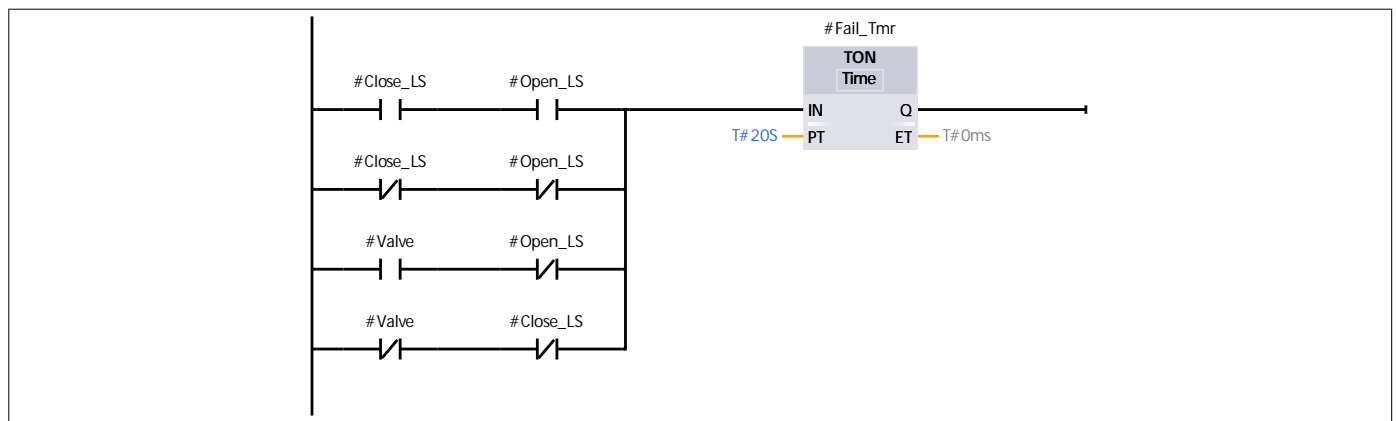 #Fail_Tmr
TON
Time
#Close_LS #Open_LS
IN Q
T#20S PT ET T#0ms
#Close_LS #Open_LS
#Valve #Open_LS
#Valve #Close_LS